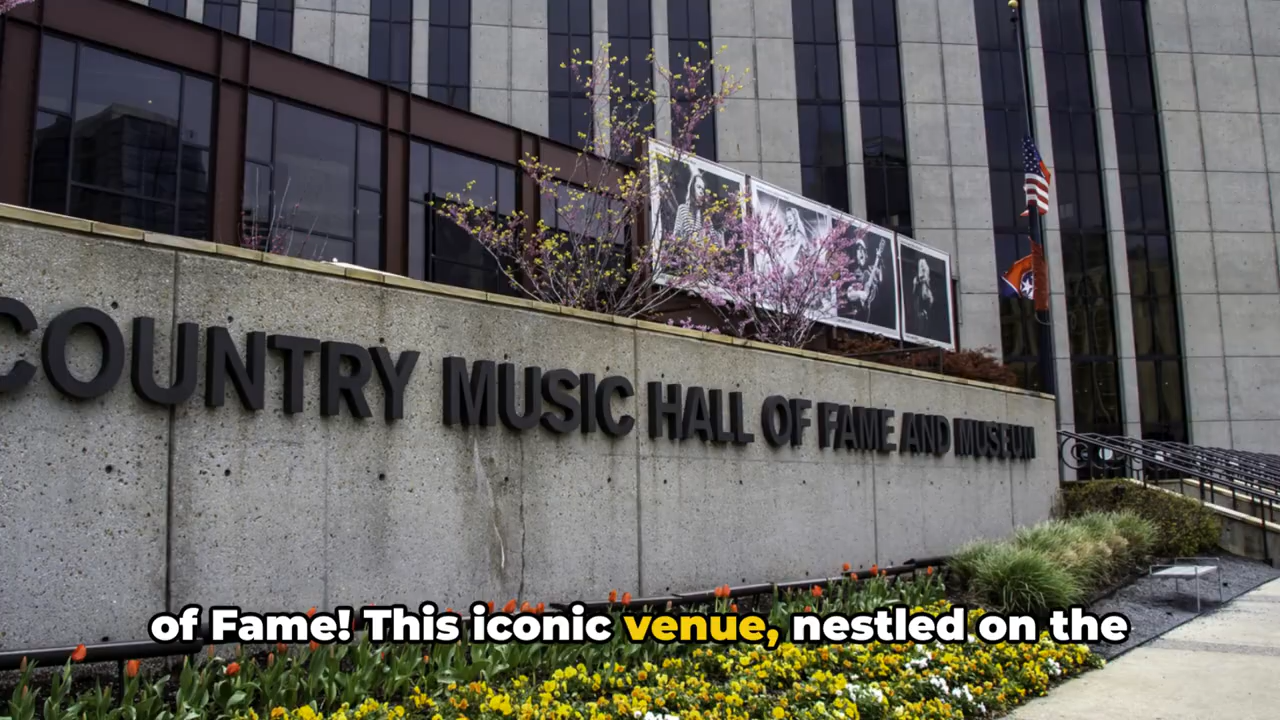 COUNTRY MUSIC HALL OF FAME AND MUSEUM
of Fame! This iconic venue, nestled on the